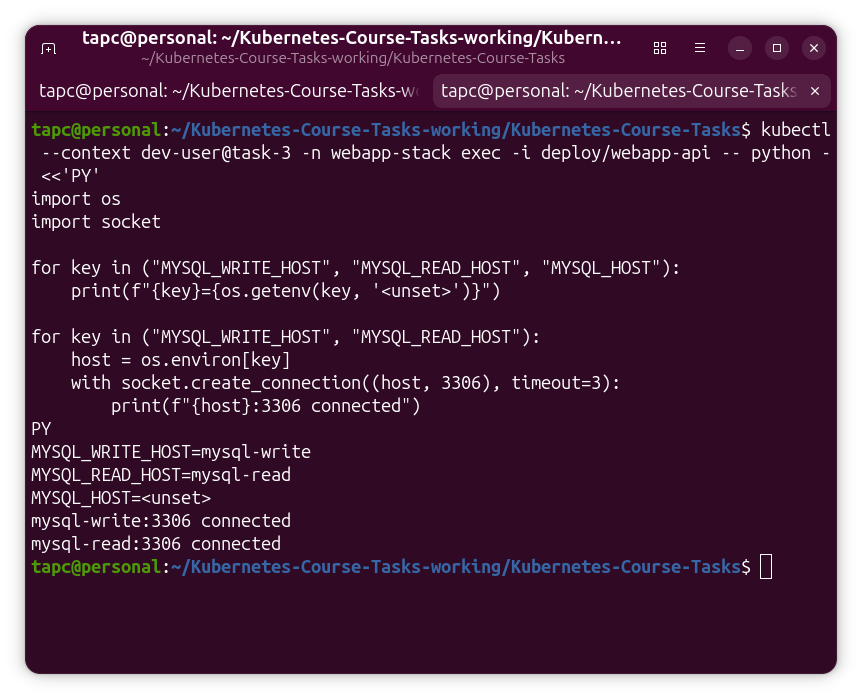 tapc@personal: ~/Kubernetes-Course-Tasks-working/Kubern...
~/Kubernetes-Course-Tasks-working/Kubernetes-Course-Tasks
tapc@personal: ~/Kubernetes-Course-Tasks-wo
tapc@personal: ~/Kubernetes-Course-Tasks
tapc@personal:~/Kubernetes-Course-Tasks-working/Kubernetes-Course-Tasks$ kubectl
 --context dev-user@task-3 -n webapp-stack exec -i deploy/webapp-api -- python -
 <<'PY'
import os
import socket

for key in ("MYSQL_WRITE_HOST", "MYSQL_READ_HOST", "MYSQL_HOST"):
    print(f"{key}={os.getenv(key, '<unset>')}")

for key in ("MYSQL_WRITE_HOST", "MYSQL_READ_HOST"):
    host = os.environ[key]
    with socket.create_connection((host, 3306), timeout=3):
        print(f"{host}:3306 connected")
PY
MYSQL_WRITE_HOST=mysql-write
MYSQL_READ_HOST=mysql-read
MYSQL_HOST=<unset>
mysql-write:3306 connected
mysql-read:3306 connected
tapc@personal:~/Kubernetes-Course-Tasks-working/Kubernetes-Course-Tasks$